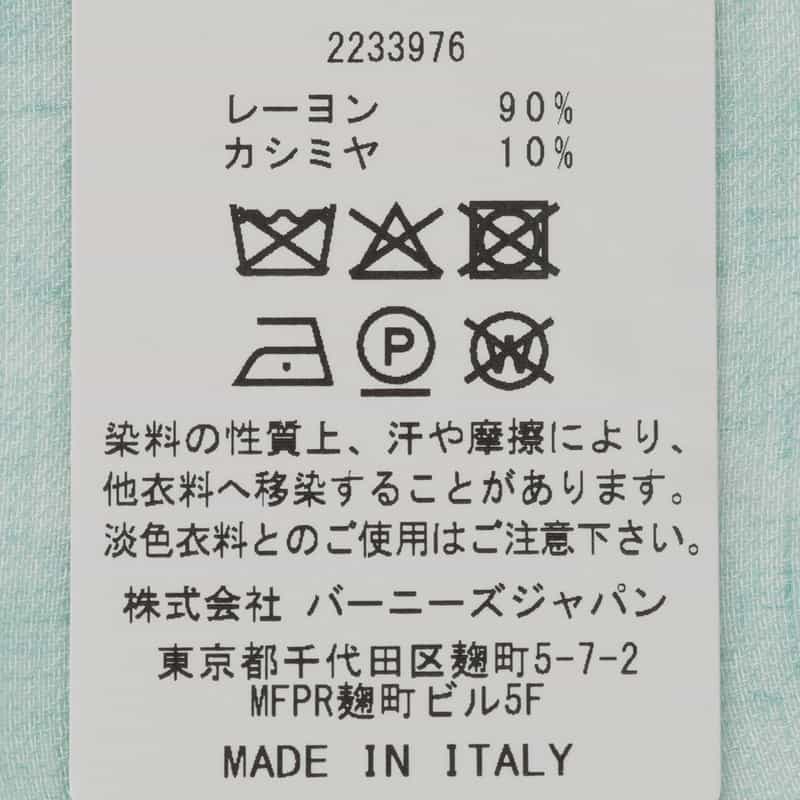 2233976
レーヨン 90%
カシミヤ 10%
P W
染料の性質上、汗や摩擦により、
他衣料へ移染することがあります。
淡色衣料とのご使用はご注意下さい。
株式会社 バーニーズジャパン
東京都千代田区麹町5-7-2
MFPR麹町ビル5F
MADE IN ITALY